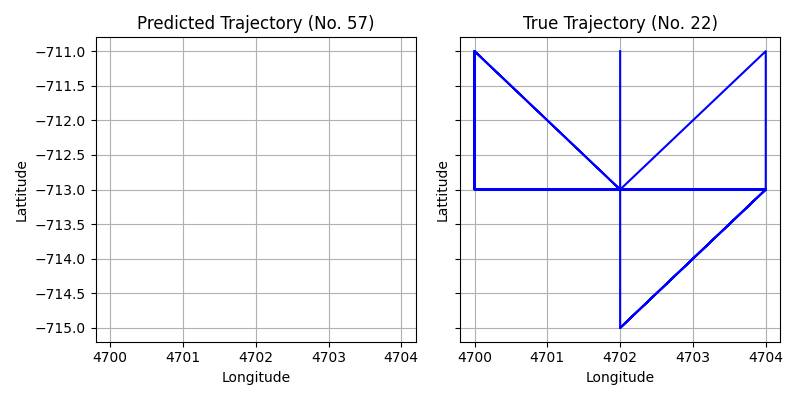 Predicted Trajectory (No. 57)
True Trajectory (No. 22)
−711.0
−711.5
−712.0
−712.5
−713.0
−713.5
−714.0
−714.5
−715.0
Lattitude
Lattitude
4700 4701 4702 4703 4704
4700 4701 4702 4703 4704
Longitude
Longitude